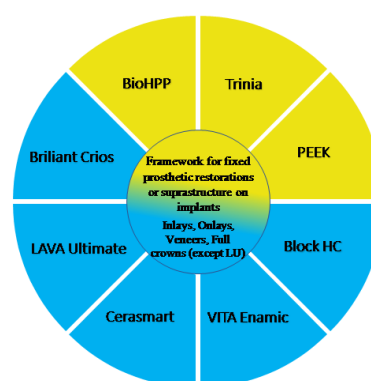 BioHPP
Trinia
PEEK
Block HC
VITA Enamic
Cerasmart
LAVA Ultimate
Briliant Crios
Framework for fixed
prosthetic restorations
or suprastructure on
implants
Inlays, Onlays,
Veneers, Full
crowns (except LU)